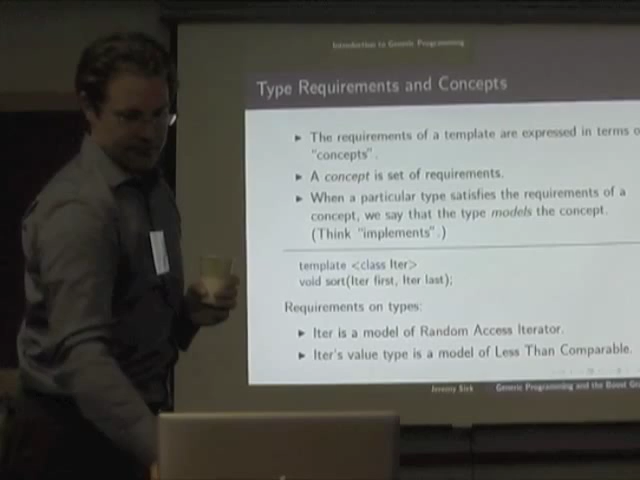 Introduction to Generic Programming
Type Requirements and Concepts
► The requirements of a template are expressed in terms o
"concepts".
► A concept is set of requirements.
► When a particular type satisfies the requirements of a
concept, we say that the type models the concept.
(Think "implements".)
template <class Iter>
void sort(Iter first, Iter last);
Requirements on types:
► Iter is a model of Random Access Iterator.
► Iter's value type is a model of Less Than Comparable.
Jeremy Siek Generic Programming and the Boost